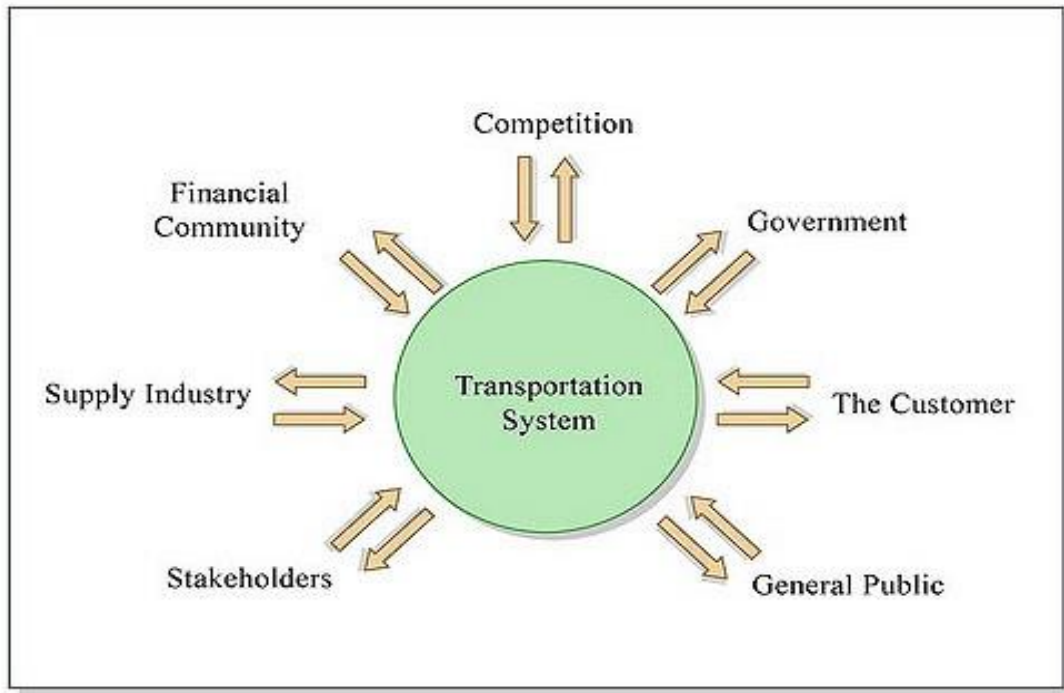 Competition
Financial
Community
Government
Supply Industry
Transportation
System
The Customer
Stakeholders
General Public